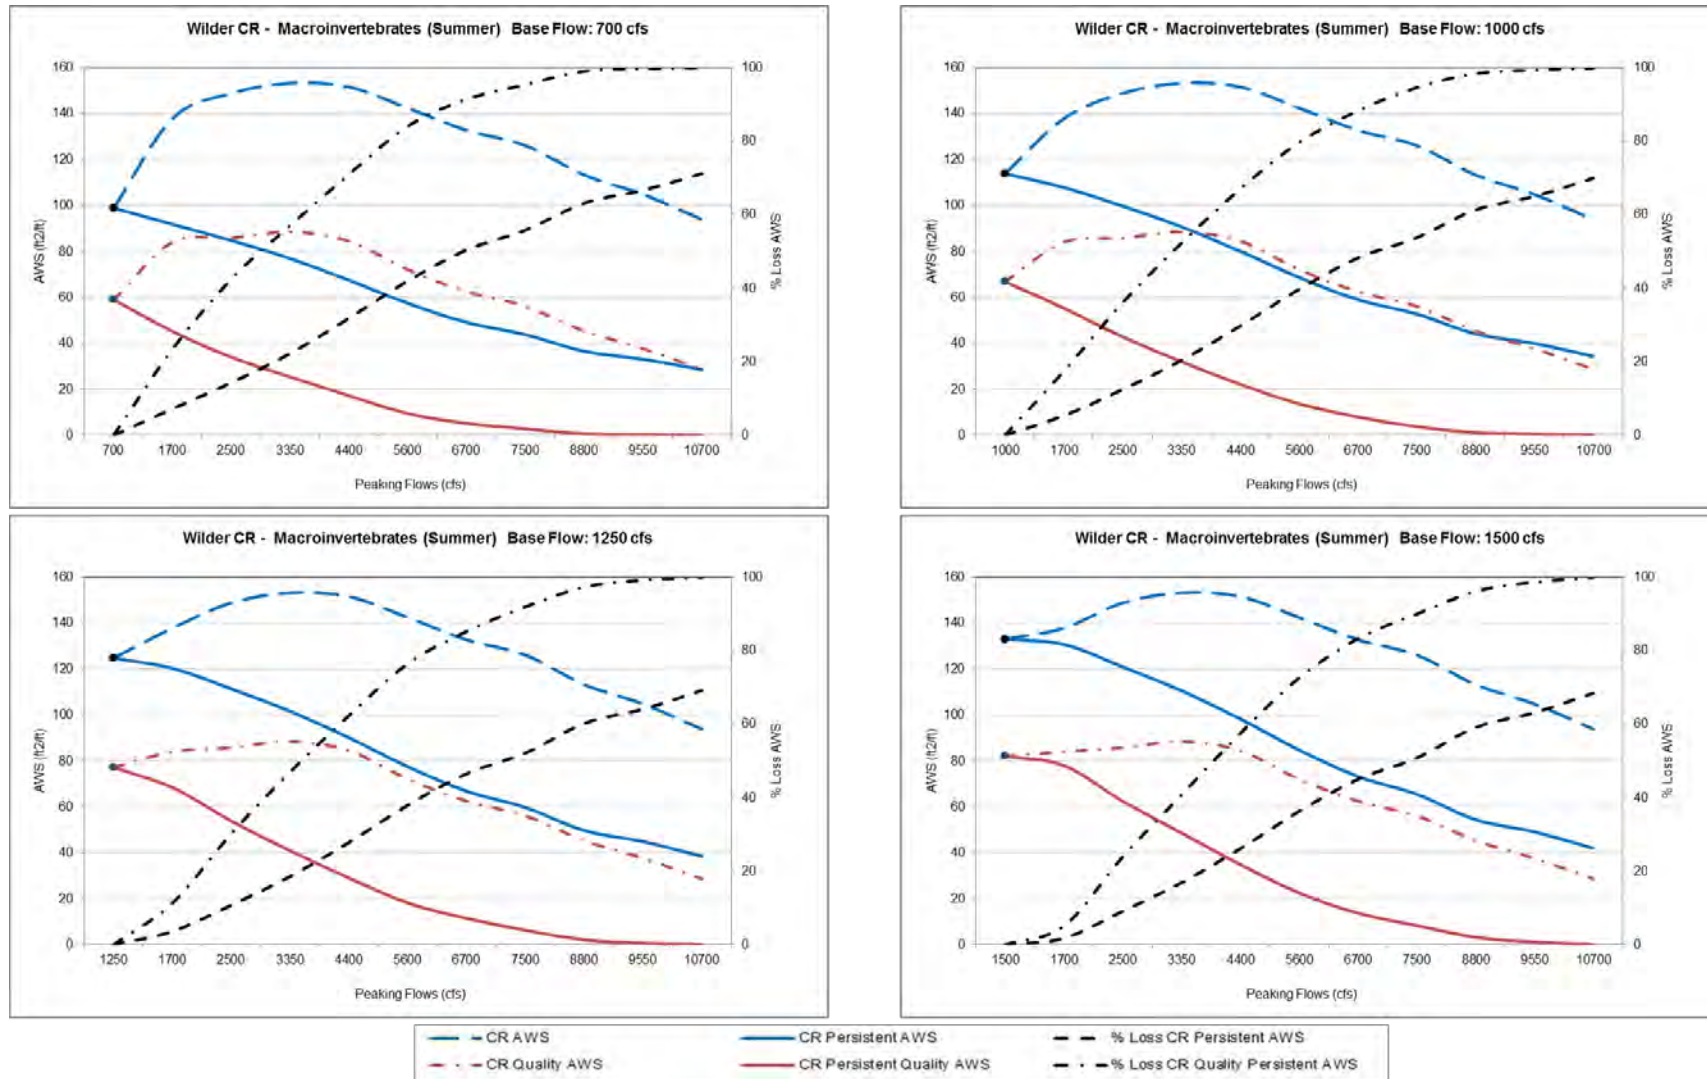 Wilder CR - Macroinvertebrates (Summer) Base Flow: 700 cfs
160
140
120
100
80
60
40
20
0
AWS (ft2/ft)
100
80
60
40
20
0
% Loss AWS
700 1700 2500 3350 4400 5600 6700 7500 8800 9550 10700
Peaking Flows (cfs)
Wilder CR - Macroinvertebrates (Summer) Base Flow: 1000 cfs
160
140
120
100
80
60
40
20
0
AWS (ft2/ft)
100
80
60
40
20
0
% Loss AWS
1000 1700 2500 3350 4400 5600 6700 7500 8800 9550 10700
Peaking Flows (cfs)
Wilder CR - Macroinvertebrates (Summer) Base Flow: 1250 cfs
160
140
120
100
80
60
40
20
0
AWS (ft2/ft)
100
80
60
40
20
0
% Loss AWS
1250 1700 2500 3350 4400 5600 6700 7500 8800 9550 10700
Peaking Flows (cfs)
Wilder CR - Macroinvertebrates (Summer) Base Flow: 1500 cfs
160
140
120
100
80
60
40
20
0
AWS (ft2/ft)
100
80
60
40
20
0
% Loss AWS
1500 1700 2500 3350 4400 5600 6700 7500 8800 9550 10700
Peaking Flows (cfs)
CR AWS CR Persistent AWS % Loss CR Persistent AWS
CR Quality AWS CR Persistent Quality AWS % Loss CR Quality Persistent AWS